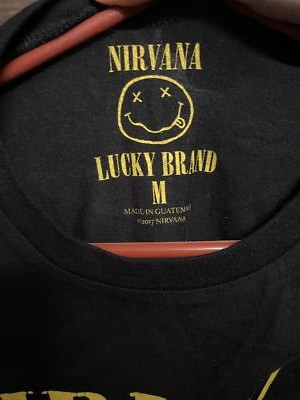 NIRVANA
LUCKY BRAND
M
MADE IN GUATEMALA
©2017 NIRVANA